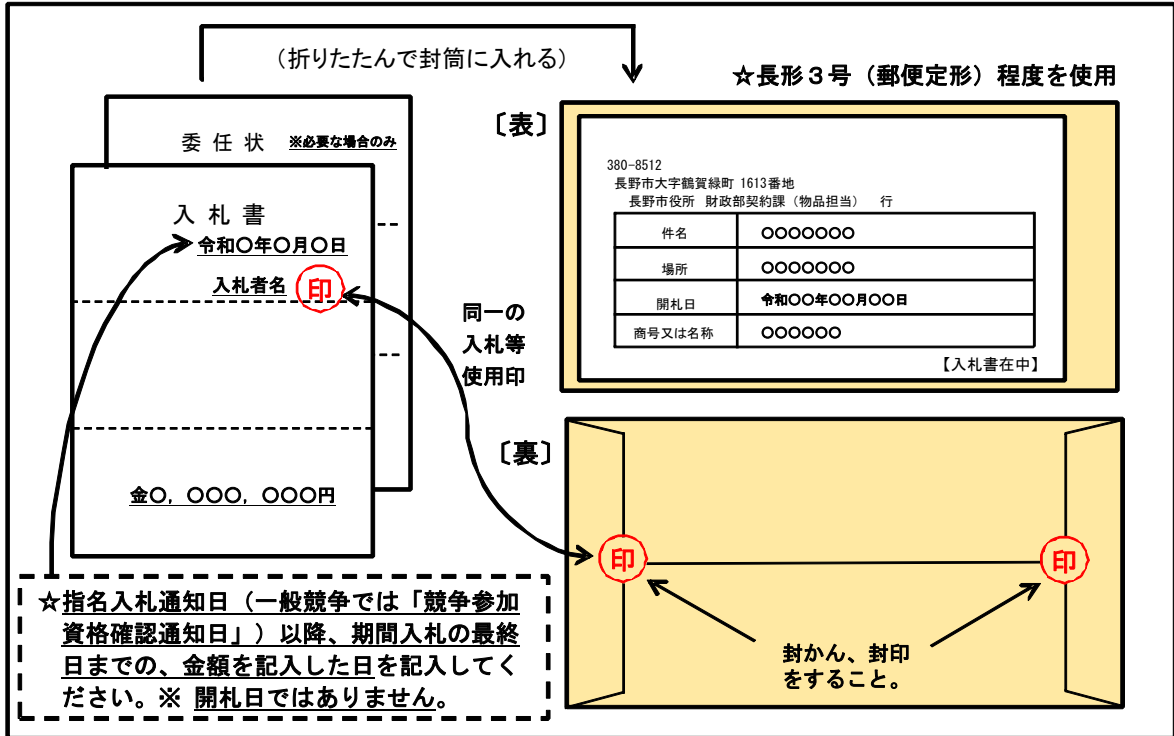 (折りたたんで封筒に入れる)
☆長形３号（郵便定形）程度を使用
委 任 状 ※必要な場合のみ
入 札 書
令和〇年〇月〇日
入札者名 印
金〇，〇〇〇，〇〇〇円
同一の
入札等
使用印
〔表〕
380-8512
長野市大字鶴賀緑町 1613番地
長野市役所 財政部契約課（物品担当） 行
件名 〇〇〇〇〇〇〇
場所 〇〇〇〇〇〇〇
開札日 令和〇〇年〇〇月〇〇日
商号又は名称 〇〇〇〇〇〇
【入札書在中】
〔裏〕
印
印
封かん、封印
をすること。
☆指名入札通知日（一般競争では「競争参加
資格確認通知日」）以降、期間入札の最終
日までの、金額を記入した日を記入してく
ださい。※ 開札日ではありません。